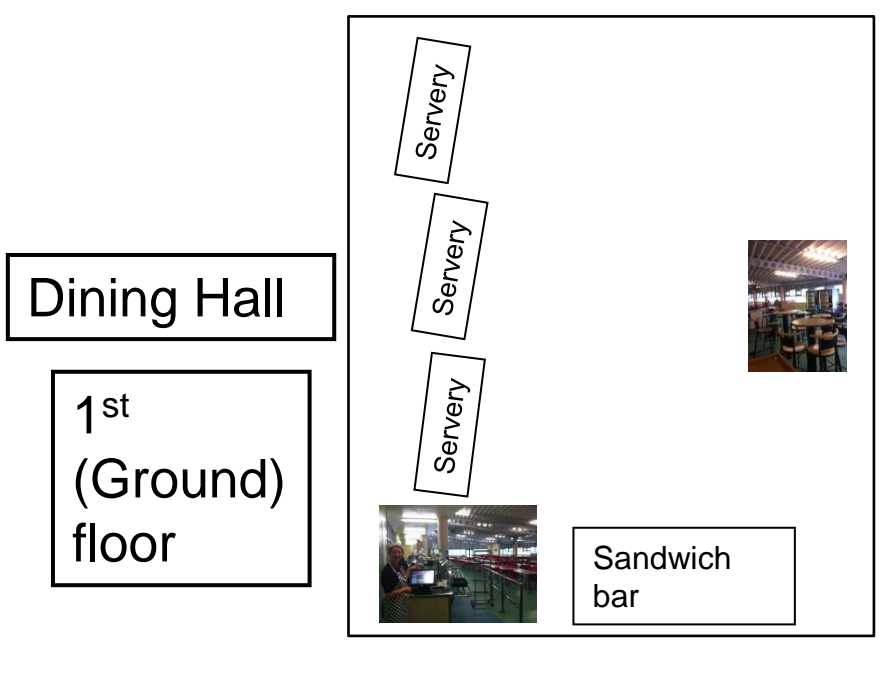 Servery
Servery
Dining Hall
Servery
1st
(Ground)
floor
Sandwich
bar